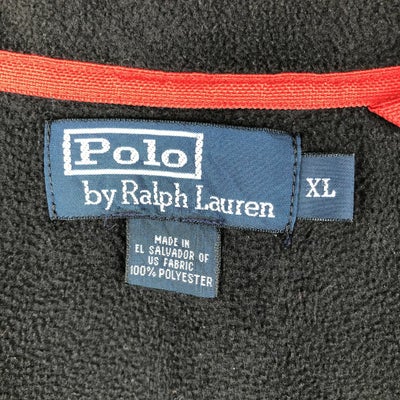 Polo
by Ralph Lauren
XL
MADE IN
EL SALVADOR OF
US FABRIC
100% POLYESTER